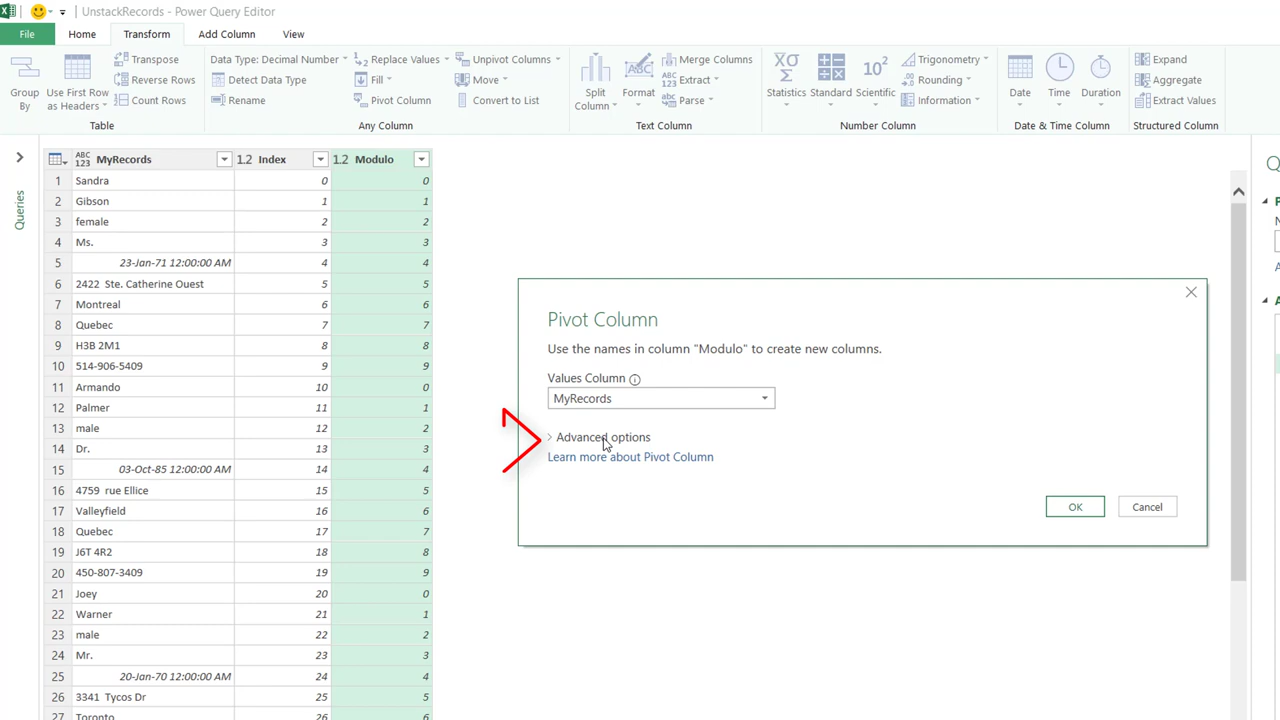 UnstackRecords - Power Query Editor
File Home Transform Add Column View
Group By
Use First Row as Headers
Transpose
Reverse Rows
Count Rows
Table
Data Type: Decimal Number
Detect Data Type
Rename
Replace Values
Fill
Pivot Column
Unpivot Columns
Move
Convert to List
Any Column
Split Column
Format
ABC
Merge Columns
ABC 123 Extract
abc Parse
Text Column
ΧΣ σ Statistics
Standard
10² Scientific
Trigonometry
Rounding
Information
Number Column
Date
Time
Duration
Date & Time Column
Expand
Aggregate
Extract Values
Structured Column
Queries
ABC 123 MyRecords 1.2 Index 1.2 Modulo
1 Sandra 0 0
2 Gibson 1 1
3 female 2 2
4 Ms. 3 3
5 23-Jan-71 12:00:00 AM 4 4
6 2422 Ste. Catherine Ouest 5 5
7 Montreal 6 6
8 Quebec 7 7
9 H3B 2M1 8 8
10 514-906-5409 9 9
11 Armando 10 0
12 Palmer 11 1
13 male 12 2
14 Dr. 13 3
15 03-Oct-85 12:00:00 AM 14 4
16 4759 rue Ellice 15 5
17 Valleyfield 16 6
18 Quebec 17 7
19 J6T 4R2 18 8
20 450-807-3409 19 9
21 Joey 20 0
22 Warner 21 1
23 male 22 2
24 Mr. 23 3
25 20-Jan-70 12:00:00 AM 24 4
26 3341 Tycos Dr 25 5
27 Toronto 26 6
Pivot Column
Use the names in column "Modulo" to create new columns.
Values Column
MyRecords
Advanced options
Learn more about Pivot Column
OK Cancel